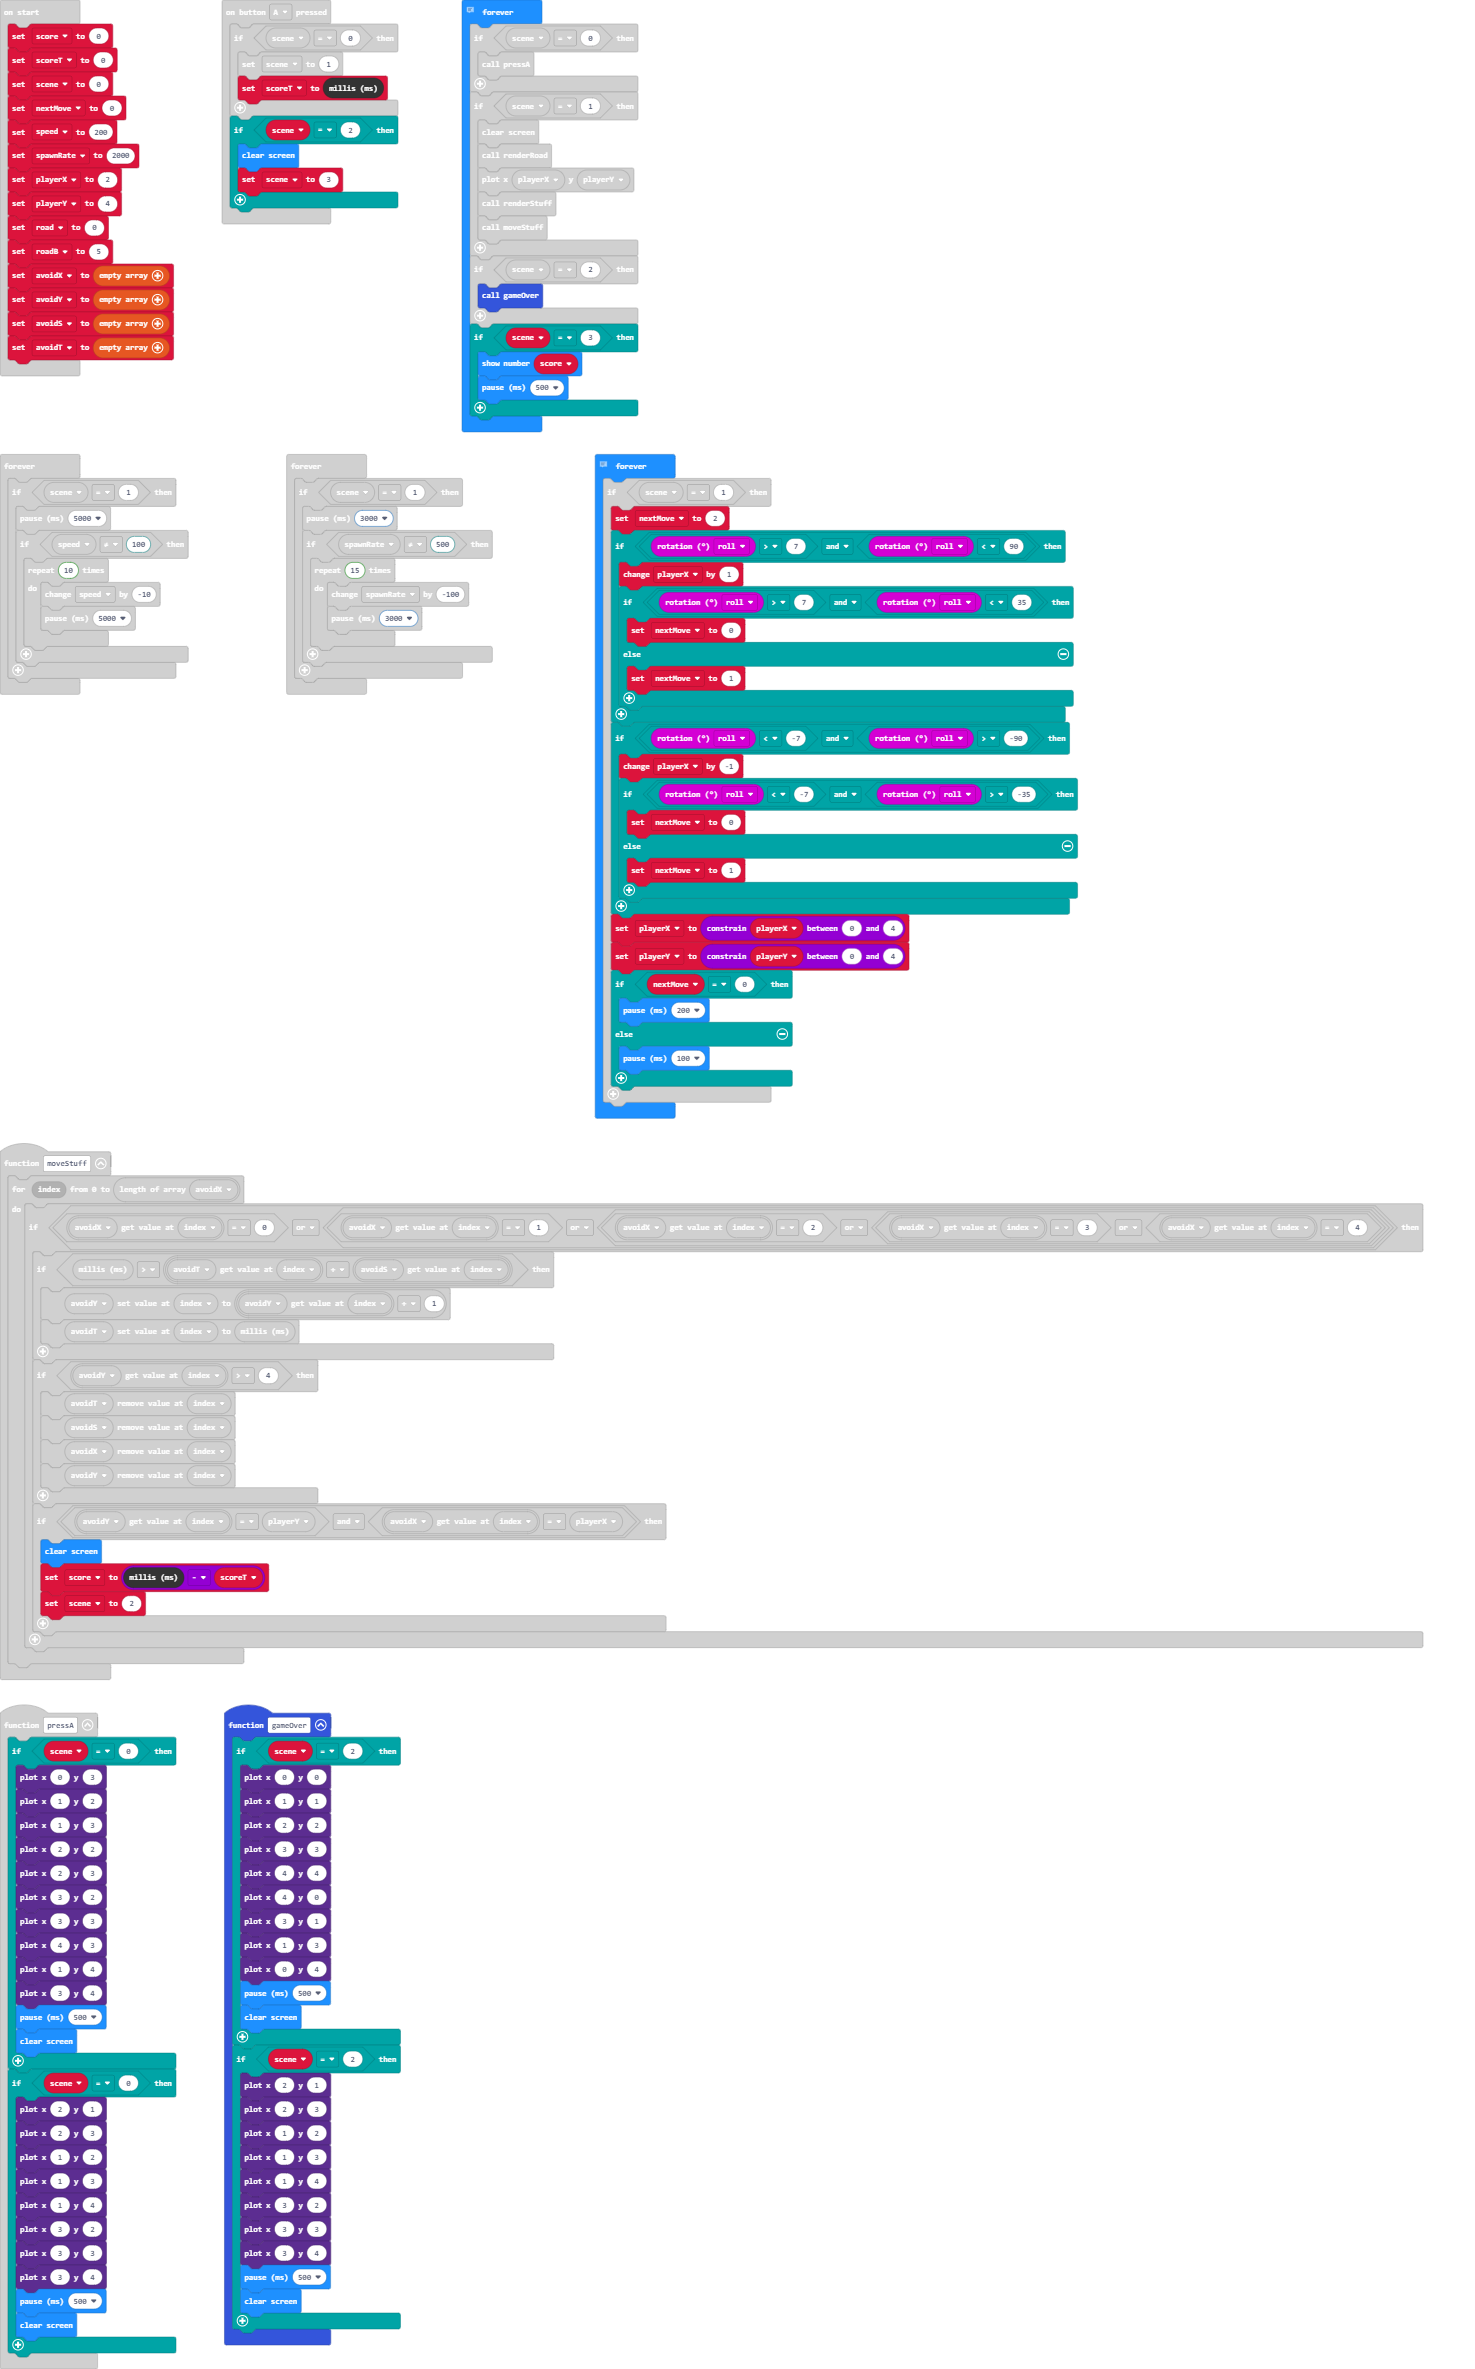 on start
set score to 0
set scoreT to 0
set scene to 0
set nextMove to 0
set speed to 200
set spawnRate to 2000
set playerX to 2
set playerY to 4
set road to 0
set roadB to 5
set avoidX to empty array
set avoidY to empty array
set avoidS to empty array
set avoidT to empty array
on button A pressed
if scene = 0 then
set scene to 1
set scoreT to millis (ms)
if scene = 2 then
clear screen
set scene to 3
forever
if scene = 0 then
call pressA
if scene = 1 then
clear screen
call renderRoad
plot x playerX y playerY
call renderStuff
call moveStuff
if scene = 2 then
call gameOver
if scene = 3 then
show number score
pause (ms) 500
forever
if scene = 1 then
pause (ms) 5000
if speed ≠ 100 then
repeat 10 times
do change speed by -10
pause (ms) 5000
forever
if scene = 1 then
pause (ms) 3000
if spawnRate ≠ 500 then
repeat 15 times
do change spawnRate by -100
pause (ms) 3000
forever
if scene = 1 then
set nextMove to 2
if rotation (°) roll > 7 and rotation (°) roll < 90 then
change playerX by 1
if rotation (°) roll > 7 and rotation (°) roll < 35 then
set nextMove to 0
else
set nextMove to 1
if rotation (°) roll < -7 and rotation (°) roll > -90 then
change playerX by -1
if rotation (°) roll < -7 and rotation (°) roll > -35 then
set nextMove to 0
else
set nextMove to 1
set playerX to constrain playerX between 0 and 4
set playerY to constrain playerY between 0 and 4
if nextMove = 0 then
pause (ms) 200
else
pause (ms) 100
function moveStuff
for index from 0 to length of array avoidX
do
if avoidX get value at index = 0 or avoidX get value at index = 1 or avoidX get value at index = 2 or avoidX get value at index = 3 or avoidX get value at index = 4 then
if millis (ms) > avoidT get value at index + avoidS get value at index then
avoidY set value at index to avoidY get value at index + 1
avoidT set value at index to millis (ms)
if avoidY get value at index > 4 then
avoidT remove value at index
avoidS remove value at index
avoidX remove value at index
avoidY remove value at index
if avoidY get value at index = playerY and avoidX get value at index = playerX then
clear screen
set score to millis (ms) - scoreT
set scene to 2
function pressA
if scene = 0 then
plot x 0 y 3
plot x 1 y 2
plot x 1 y 3
plot x 2 y 2
plot x 2 y 3
plot x 3 y 2
plot x 3 y 3
plot x 4 y 3
plot x 1 y 4
plot x 3 y 4
pause (ms) 500
clear screen
if scene = 0 then
plot x 2 y 1
plot x 2 y 3
plot x 1 y 2
plot x 1 y 3
plot x 1 y 4
plot x 3 y 2
plot x 3 y 3
plot x 3 y 4
pause (ms) 500
clear screen
function gameOver
if scene = 2 then
plot x 0 y 0
plot x 1 y 1
plot x 2 y 2
plot x 3 y 3
plot x 4 y 4
plot x 4 y 0
plot x 3 y 1
plot x 1 y 3
plot x 0 y 4
pause (ms) 500
clear screen
if scene = 2 then
plot x 2 y 1
plot x 2 y 3
plot x 1 y 2
plot x 1 y 3
plot x 1 y 4
plot x 3 y 2
plot x 3 y 3
plot x 3 y 4
pause (ms) 500
clear screen